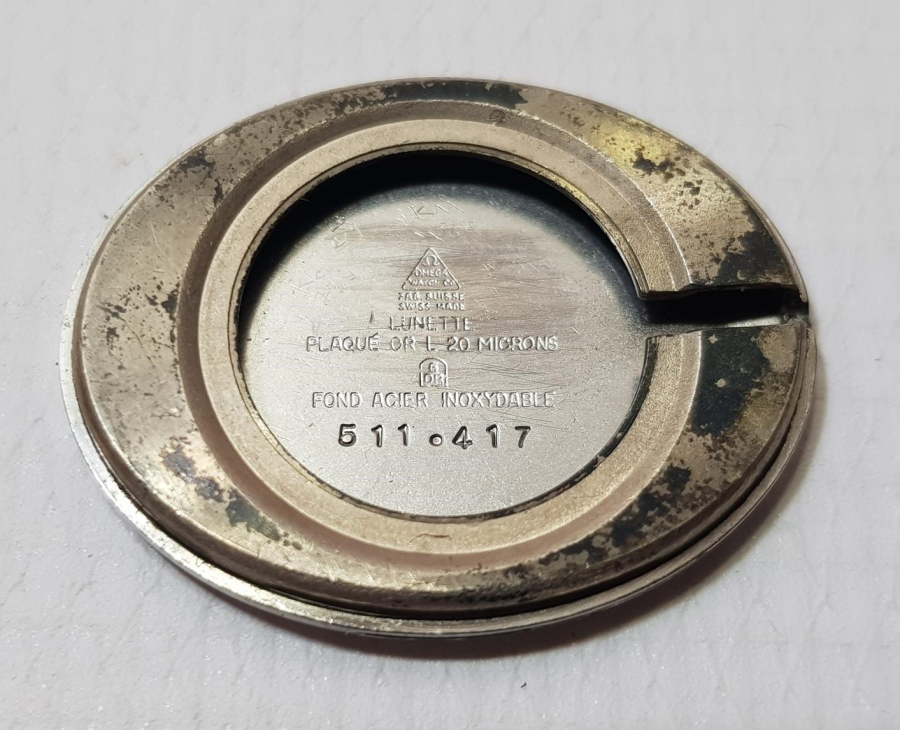 Ω
OMEGA
WATCH CO
FAB. SUISSE
SWISS MADE
LUNETTE
PLAQUÉ OR L 20 MICRONS
FOND ACIER INOXYDABLE
511.417